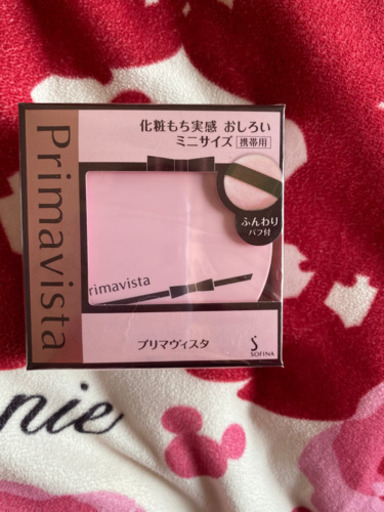 Primavista
化粧もち実感 おしろい
ミニサイズ 携帯用
ふんわり
パフ付
rimavista
プリマヴィスタ
S
SOFINA
nie